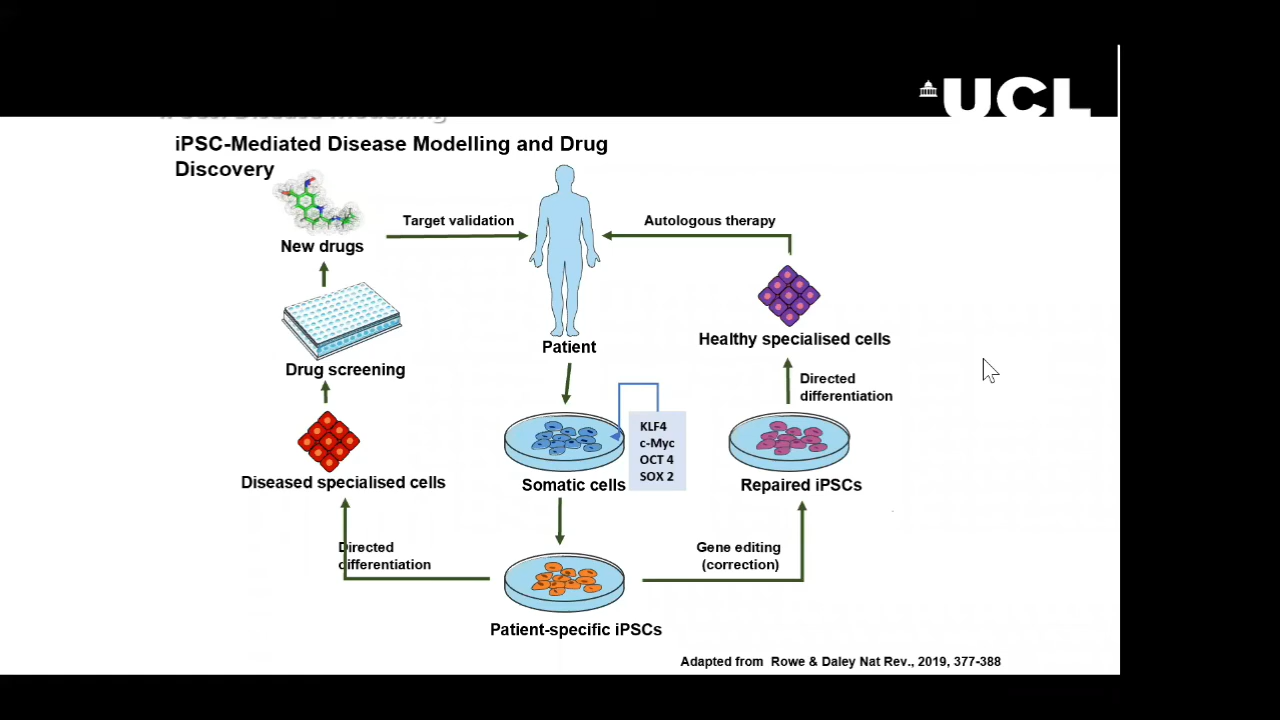 UCL
iPSC-Mediated Disease Modelling and Drug
Discovery
New drugs
Target validation
Autologous therapy
Drug screening
Patient
Healthy specialised cells
Directed
differentiation
KLF4
c-Myc
OCT 4
SOX 2
Diseased specialised cells
Somatic cells
Repaired iPSCs
Directed
differentiation
Gene editing
(correction)
Patient-specific iPSCs
Adapted from Rowe & Daley Nat Rev., 2019, 377-388